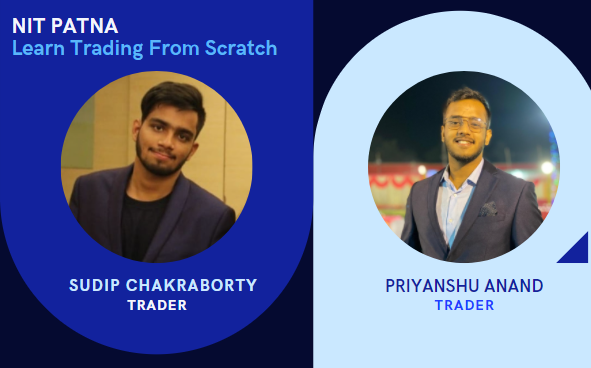 NIT PATNA
Learn Trading From Scratch
SUDIP CHAKRABORTY
TRADER
PRIYANSHU ANAND
TRADER